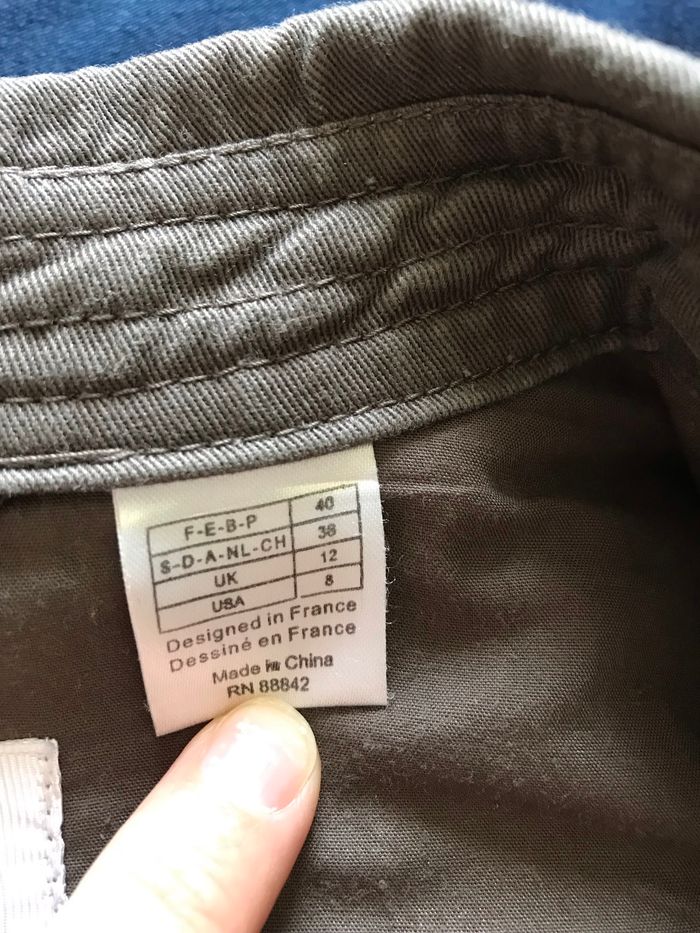 F-E-B-P 40
S-D-A-NL-CH 38
UK 12
USA 8
Designed in France
Dessiné en France
Made in China
RN 88842